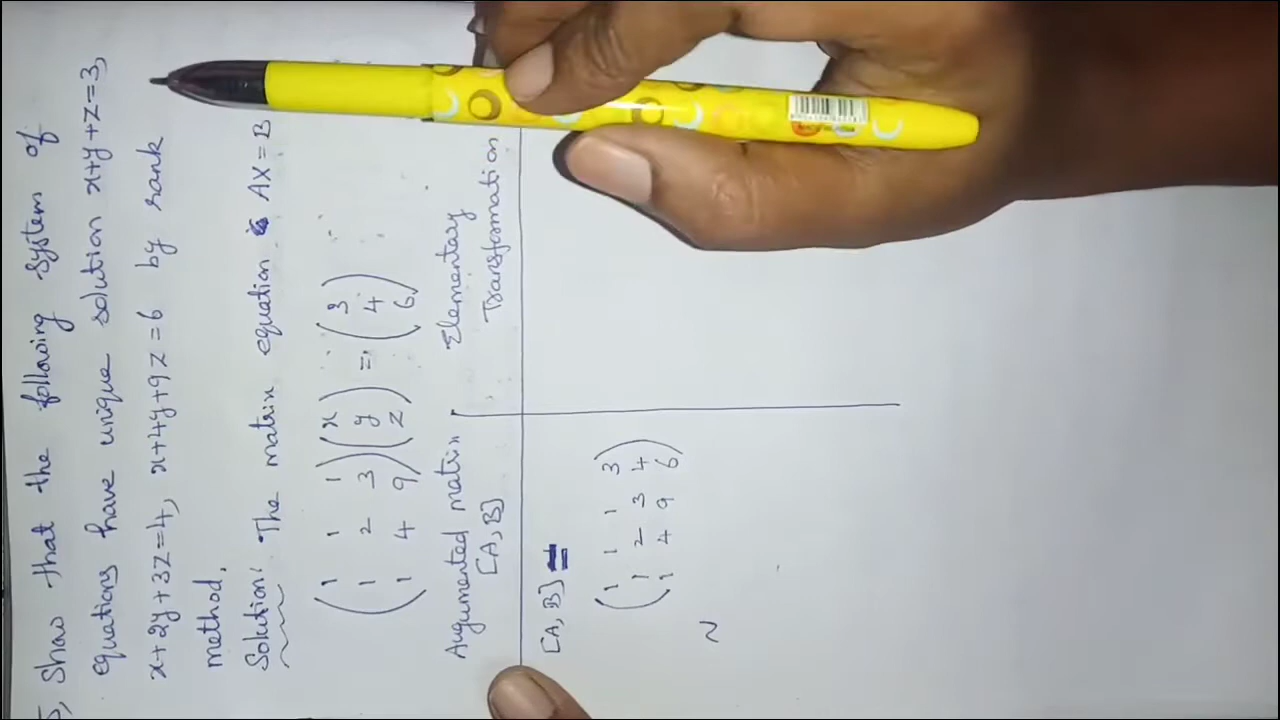 5, Show that the following system of
equations have unique solution x+y+z=3,
x+2y+3z=4, x+4y+9z=6 by rank
method.
Solution: The matrix equation is AX=B
(1 1 1) (x) = (3)
(1 2 3) (y) (4)
(1 4 9) (z) (6)
Augumented matrix
[A,B]
Elementary
Transformation
[A,B] =
(1 1 1 3)
(1 2 3 4)
(1 4 9 6)
~